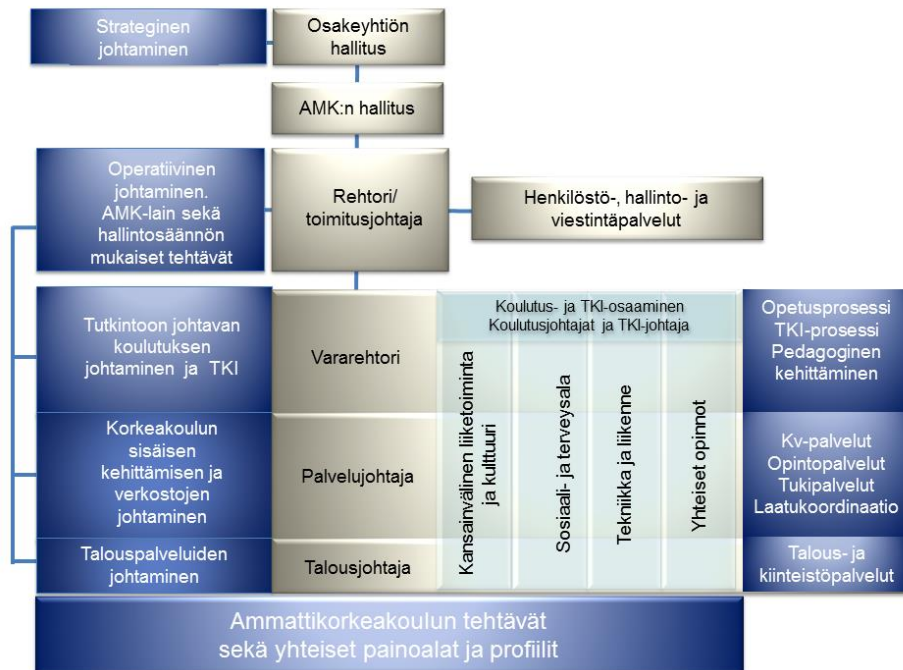 Strateginen
johtaminen
Osakeyhtiön
hallitus
AMK:n hallitus
Operatiivinen
johtaminen.
AMK-lain sekä
hallintosäännön
mukaiset tehtävät
Rehtori/
toimitusjohtaja
Henkilöstö-, hallinto- ja
viestintäpalvelut
Tutkintoon johtavan
koulutuksen
johtaminen ja TKI
Vararehtori
Koulutus- ja TKI-osaaminen
Koulutusjohtajat ja TKI-johtaja
Opetusprosessi
TKI-prosessi
Pedagoginen
kehittäminen
Korkeakoulun
sisäisen
kehittämisen ja
verkostojen
johtaminen
Palvelujohtaja
Kansainvälinen liiketoiminta
ja kulttuuri
Sosiaali- ja terveysala
Tekniikka ja liikenne
Yhteiset opinnot
Kv-palvelut
Opintopalvelut
Tukipalvelut
Laatukoordinaatio
Talouspalveluiden
johtaminen
Talousjohtaja
Talous- ja
kiinteistöpalvelut
Ammattikorkeakoulun tehtävät
sekä yhteiset painoalat ja profiilit